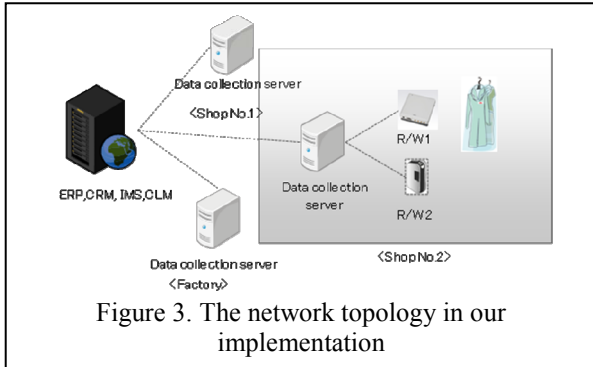 Data collection server
<Shop No.1>
R/W1
ERP,CRM, IMS,CLM
Data collection
server
R/W2
Data collection server
<Factory>
<Shop No.2>
Figure 3. The network topology in our
implementation